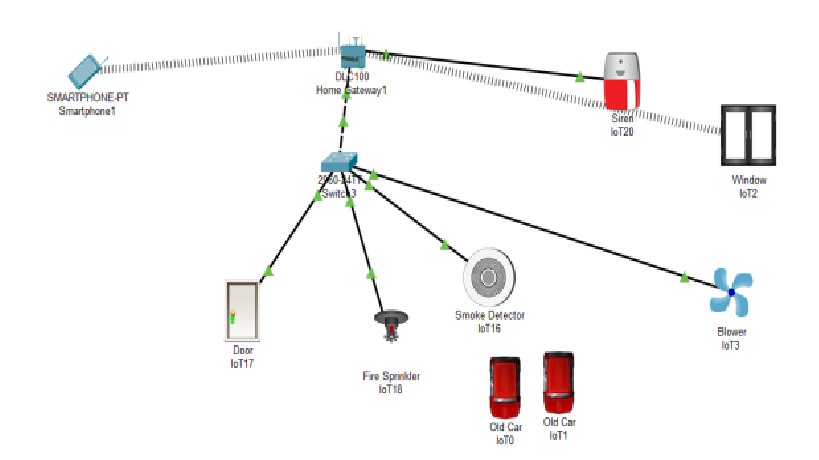 DLC100
Home Gateway1
SMARTPHONE-PT
Smartphone1
Siren
IoT20
Window
IoT2
2960-24TT
Switch3
Smoke Detector
IoT16
Blower
IoT3
Door
IoT17
Fire Sprinkler
IoT18
Old Car
IoT0
Old Car
IoT1